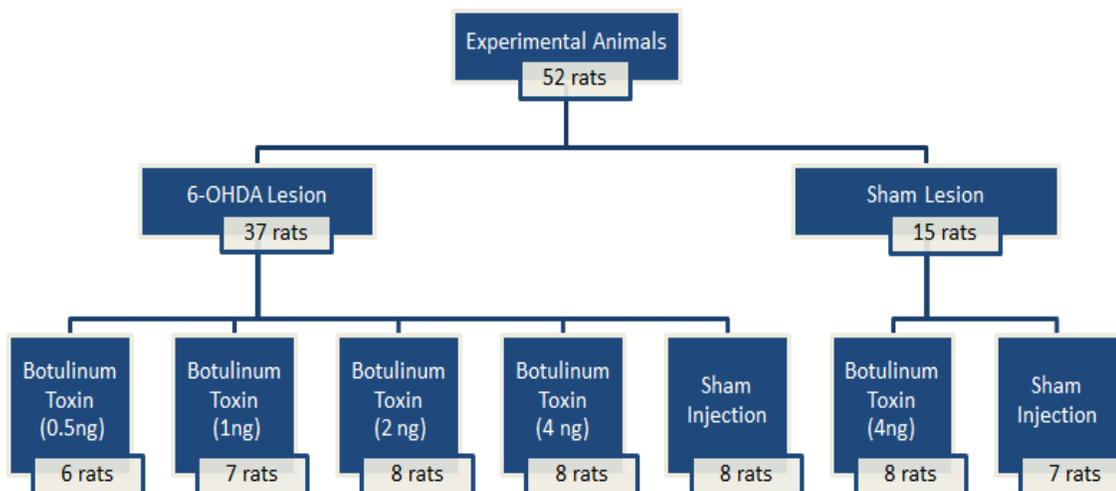 Experimental Animals
52 rats
6-OHDA Lesion
37 rats
Sham Lesion
15 rats
Botulinum
Toxin
(0.5ng)
6 rats
Botulinum
Toxin
(1ng)
7 rats
Botulinum
Toxin
(2 ng)
8 rats
Botulinum
Toxin
(4 ng)
8 rats
Sham
Injection
8 rats
Botulinum
Toxin
(4ng)
8 rats
Sham
Injection
7 rats